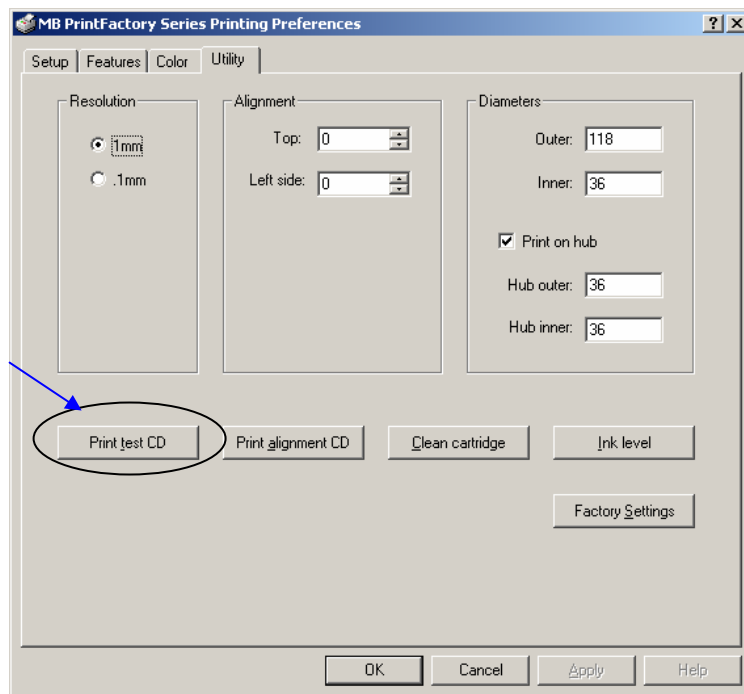 MB PrintFactory Series Printing Preferences
Setup Features Color Utility
Resolution
1mm
.1mm
Alignment
Top: 0
Left side: 0
Diameters
Outer: 118
Inner: 36
Print on hub
Hub outer: 36
Hub inner: 36
Print test CD Print alignment CD Clean cartridge Ink level
Factory Settings
OK Cancel Apply Help